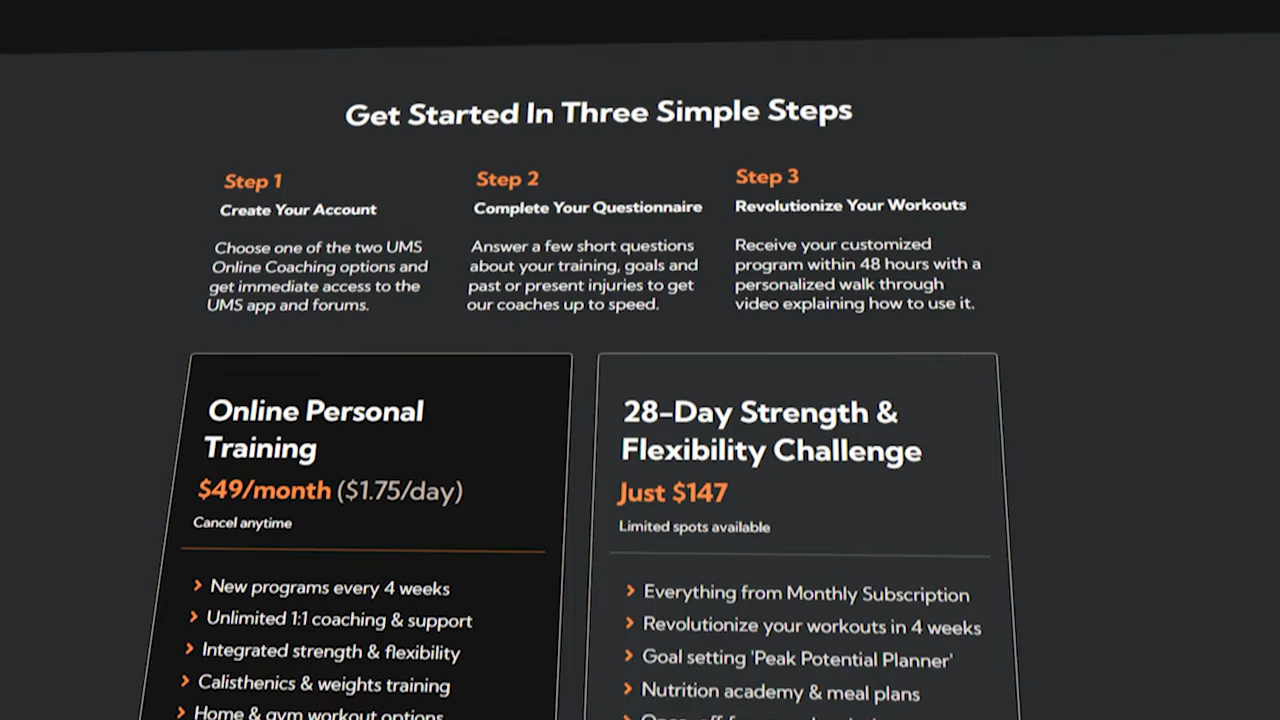 Get Started In Three Simple Steps
Step 1
Create Your Account
Choose one of the two UMS
Online Coaching options and
get immediate access to the
UMS app and forums.
Step 2
Complete Your Questionnaire
Answer a few short questions
about your training, goals and
past or present injuries to get
our coaches up to speed.
Step 3
Revolutionize Your Workouts
Receive your customized
program within 48 hours with a
personalized walk through
video explaining how to use it.
Online Personal
Training
$49/month ($1.75/day)
Cancel anytime
New programs every 4 weeks
Unlimited 1:1 coaching & support
Integrated strength & flexibility
Calisthenics & weights training
Home & gym workout options
28-Day Strength &
Flexibility Challenge
Just $147
Limited spots available
Everything from Monthly Subscription
Revolutionize your workouts in 4 weeks
Goal setting 'Peak Potential Planner'
Nutrition academy & meal plans